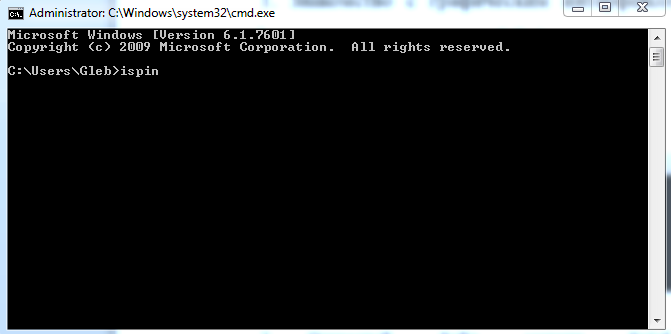 Administrator: C:\Windows\system32\cmd.exe
Microsoft Windows [Version 6.1.7601]
Copyright (c) 2009 Microsoft Corporation.  All rights reserved.
C:\Users\Gleb>ispin